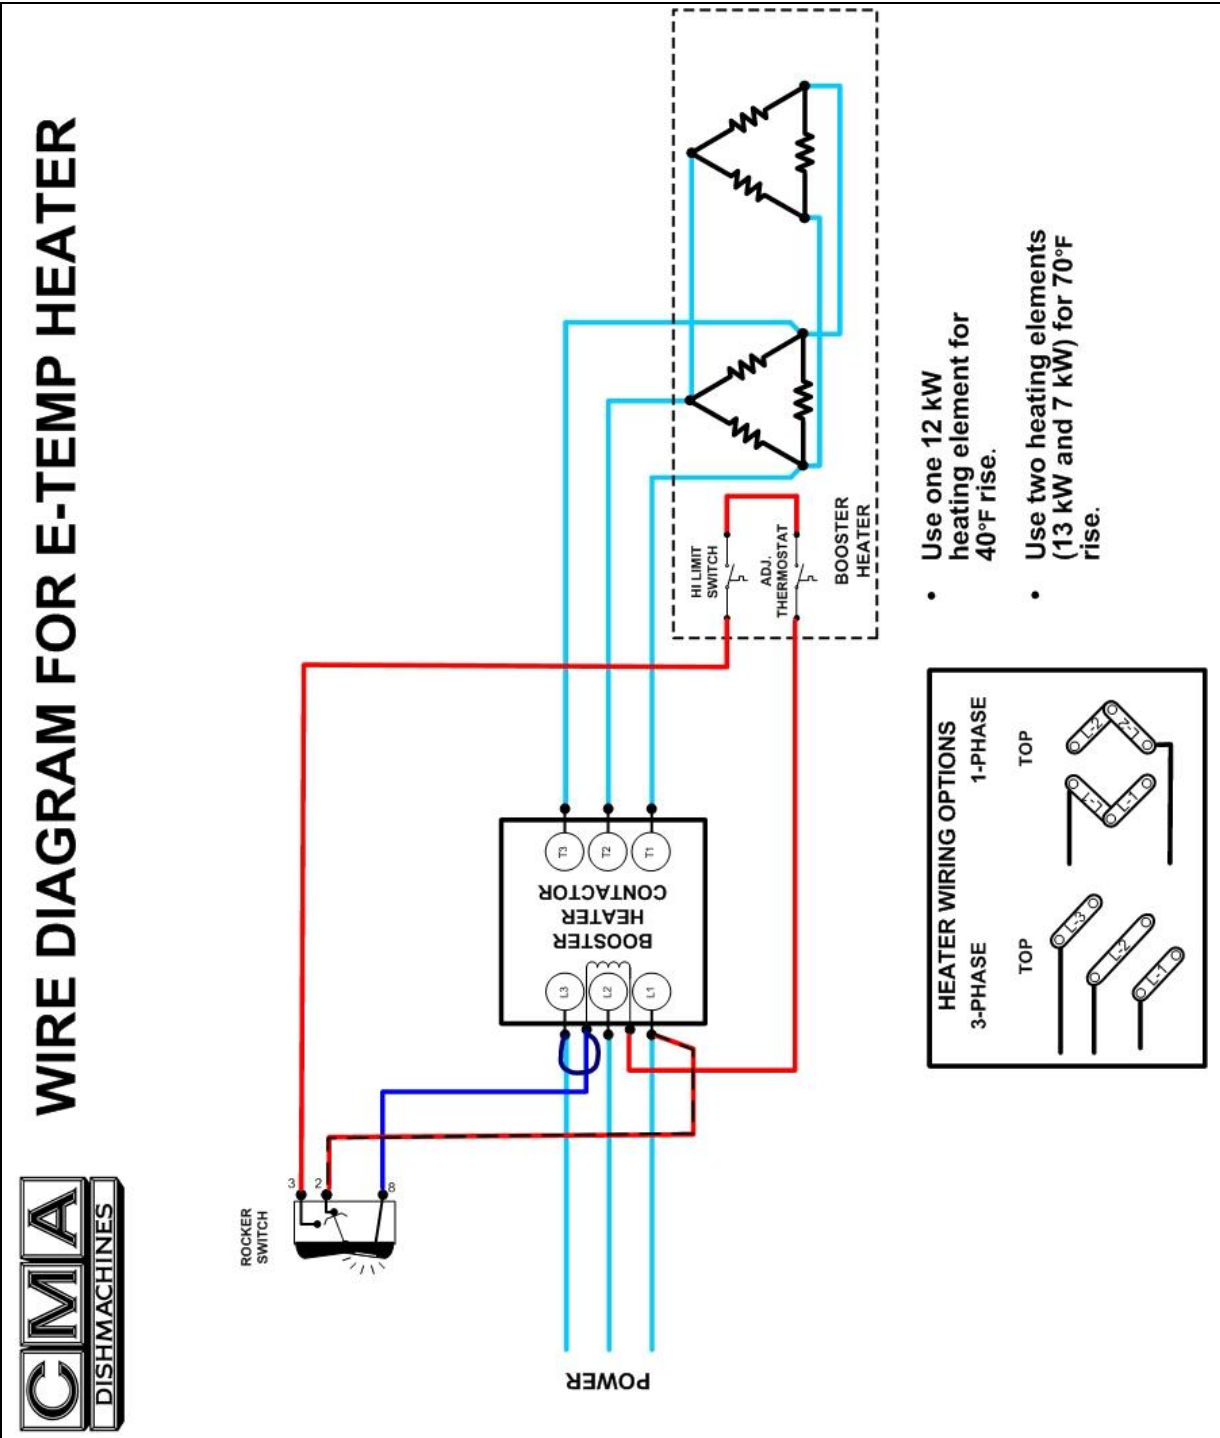 WIRE DIAGRAM FOR E-TEMP HEATER
CMA
DISHMACHINES
ROCKER
SWITCH
3
2
8
POWER
BOOSTER
HEATER
CONTACTOR
L3
L2
L1
T3
T2
T1
HI LIMIT
SWITCH
ADJ.
THERMOSTAT
BOOSTER
HEATER
HEATER WIRING OPTIONS
3-PHASE
1-PHASE
TOP
TOP
L-3
L-2
L-1
L-1
L-1
L-2
L-2
• Use one 12 kW
heating element for
40°F rise.
• Use two heating elements
(13 kW and 7 kW) for 70°F
rise.